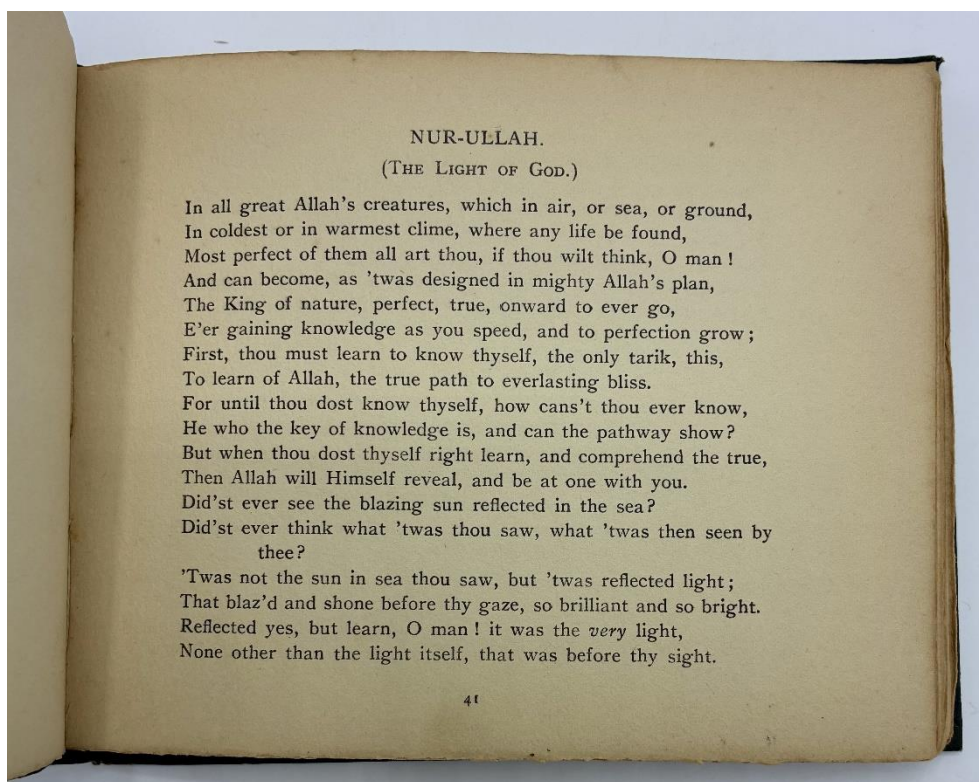 NUR-ULLAH.
(The Light of God.)
In all great Allah's creatures, which in air, or sea, or ground,
In coldest or in warmest clime, where any life be found,
Most perfect of them all art thou, if thou wilt think, O man !
And can become, as 'twas designed in mighty Allah's plan,
The King of nature, perfect, true, onward to ever go,
E'er gaining knowledge as you speed, and to perfection grow ;
First, thou must learn to know thyself, the only tarik, this,
To learn of Allah, the true path to everlasting bliss.
For until thou dost know thyself, how cans't thou ever know,
He who the key of knowledge is, and can the pathway show?
But when thou dost thyself right learn, and comprehend the true,
Then Allah will Himself reveal, and be at one with you.
Did'st ever see the blazing sun reflected in the sea?
Did'st ever think what 'twas thou saw, what 'twas then seen by
thee?
'Twas not the sun in sea thou saw, but 'twas reflected light ;
That blaz'd and shone before thy gaze, so brilliant and so bright.
Reflected yes, but learn, O man ! it was the very light,
None other than the light itself, that was before thy sight.
41